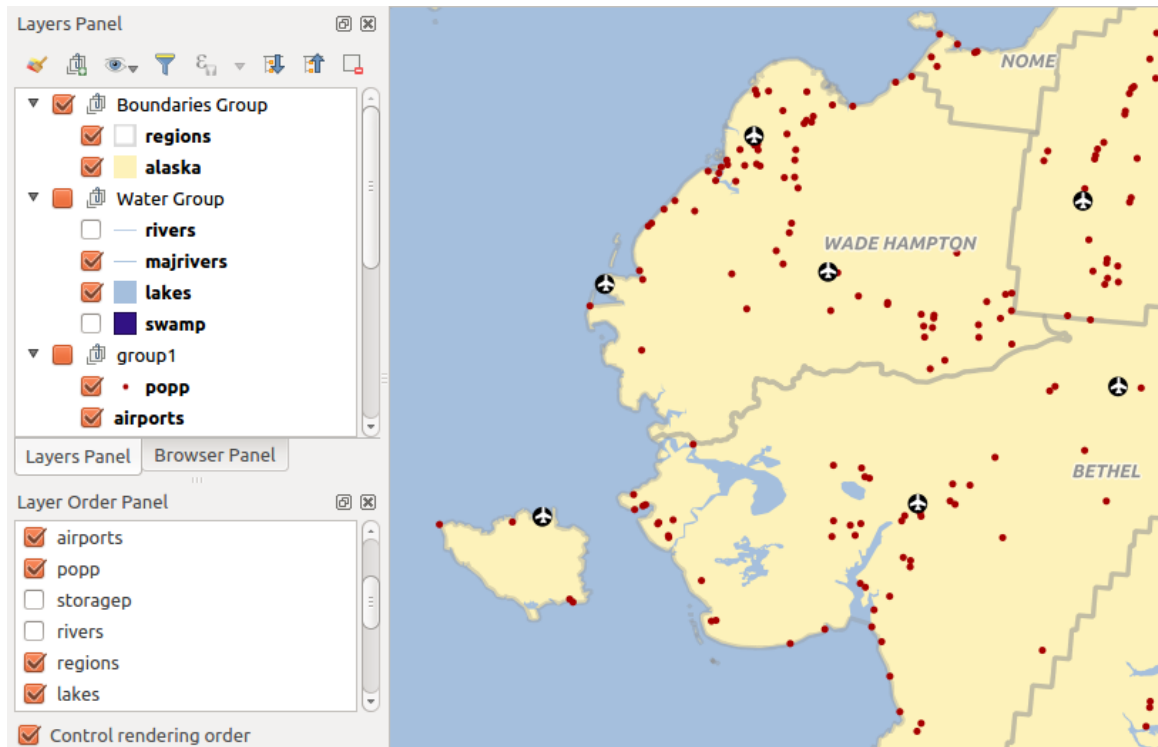 Layers Panel
Boundaries Group
regions
alaska
Water Group
rivers
majrivers
lakes
swamp
group1
popp
airports
Layers Panel
Browser Panel
Layer Order Panel
airports
popp
storagep
rivers
regions
lakes
Control rendering order
NOME
WADE HAMPTON
BETHEL